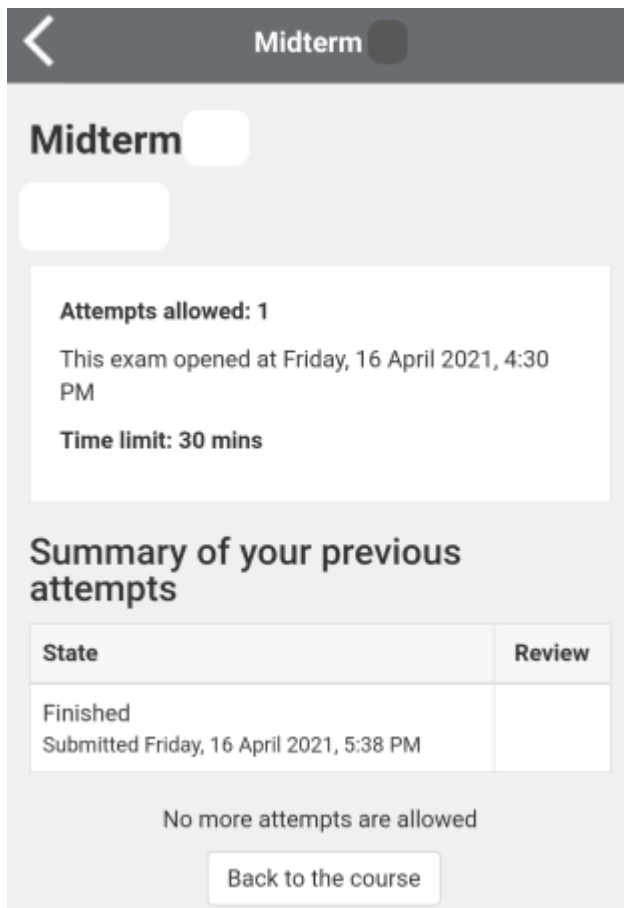 Midterm
Midterm
Attempts allowed: 1
This exam opened at Friday, 16 April 2021, 4:30
PM
Time limit: 30 mins
Summary of your previous
attempts
State Review
Finished
Submitted Friday, 16 April 2021, 5:38 PM
No more attempts are allowed
Back to the course